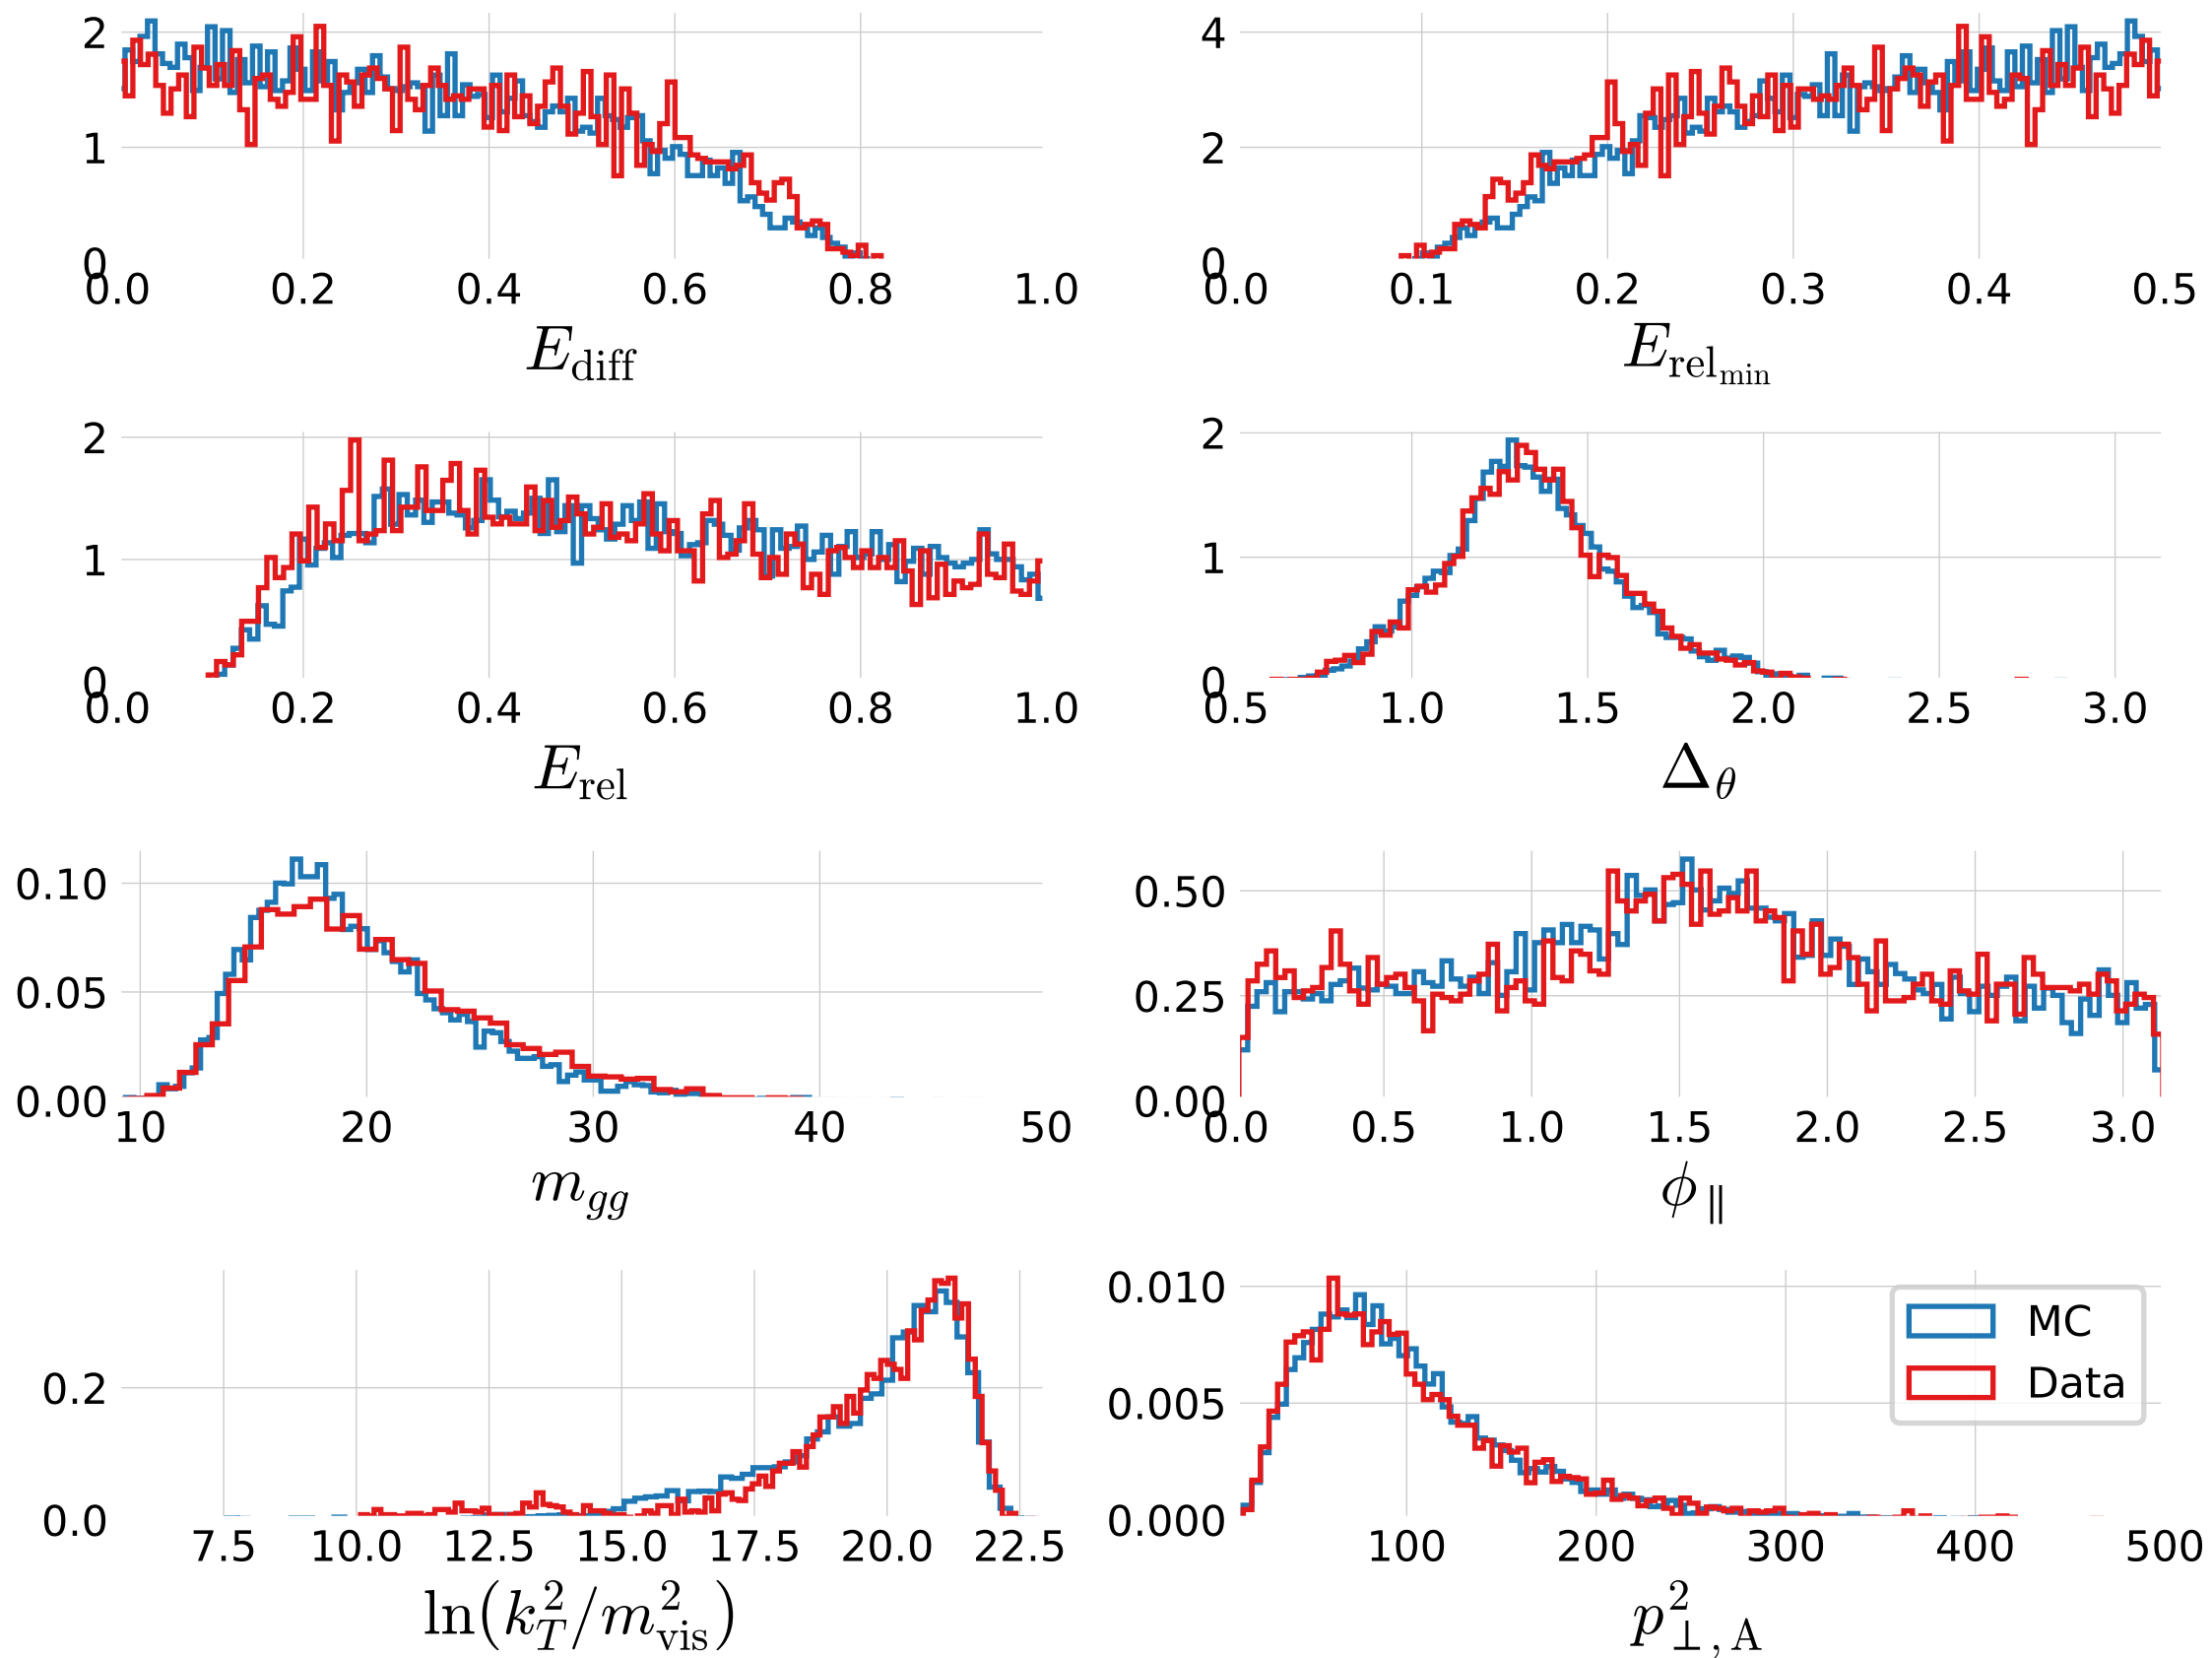 2 1 0
0.0 0.2 0.4 0.6 0.8 1.0
E_diff
4 2 0
0.0 0.1 0.2 0.3 0.4 0.5
E_rel_min
2 1 0
0.0 0.2 0.4 0.6 0.8 1.0
E_rel
2 1 0
0.5 1.0 1.5 2.0 2.5 3.0
Δ_θ
0.10 0.05 0.00
10 20 30 40 50
m_gg
0.50 0.25 0.00
0.0 0.5 1.0 1.5 2.0 2.5 3.0
ϕ_∥
0.2 0.0
7.5 10.0 12.5 15.0 17.5 20.0 22.5
ln(k_T^2/m_vis^2)
0.010 0.005 0.000
MC
Data
100 200 300 400 500
p_⊥,A^2